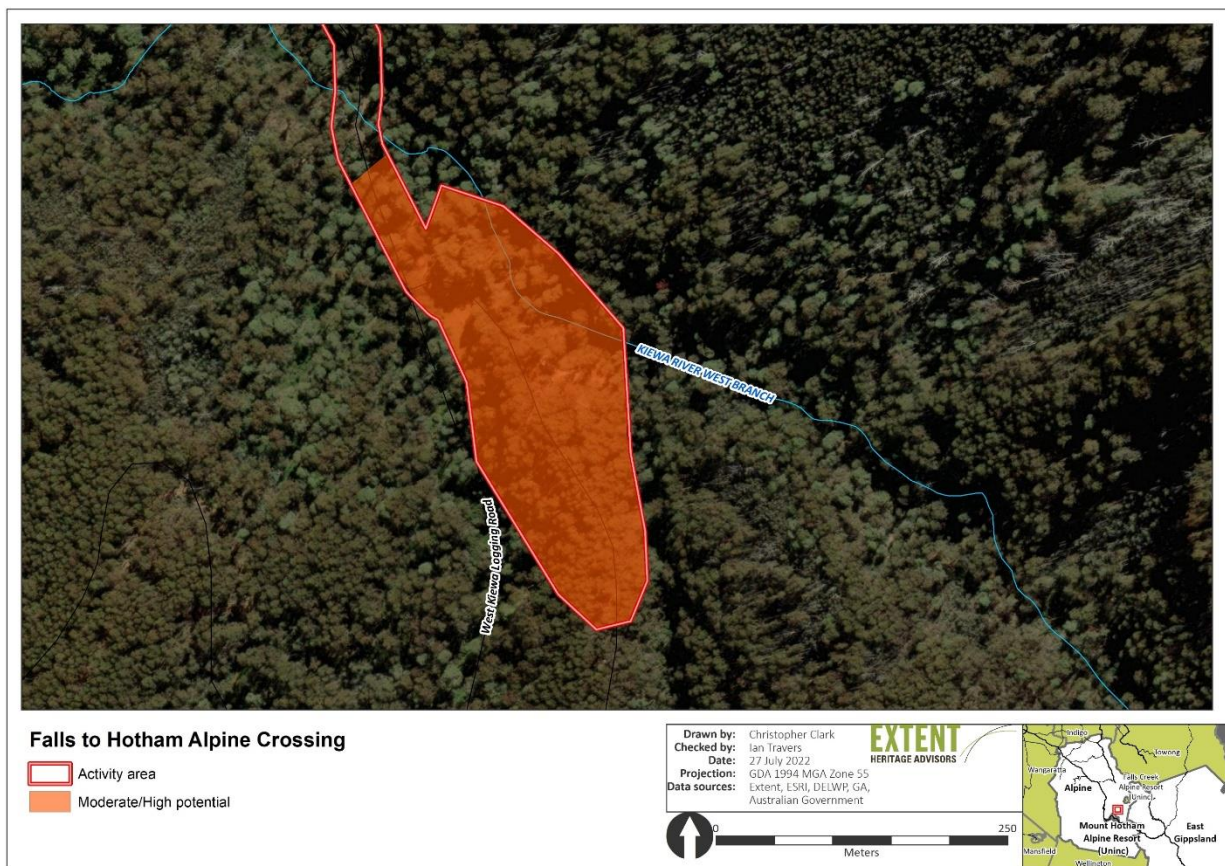 KIEWA RIVER WEST BRANCH
West Kiewa Logging Road
Falls to Hotham Alpine Crossing
Activity area
Moderate/High potential
Drawn by: Christopher Clark
Checked by: Ian Travers
Date: 27 July 2022
Projection: GDA 1994 MGA Zone 55
Data sources: Extent, ESRI, DELWP, GA,
Australian Government
EXTENT
HERITAGE ADVISORS
0 250
Meters
Indigo
Towong
Wangaratta
Falls Creek
Alpine Resort
(Uninc)
Alpine
Mount Hotham
Alpine Resort
(Uninc)
East
Gippsland
Mansfield
Wellington